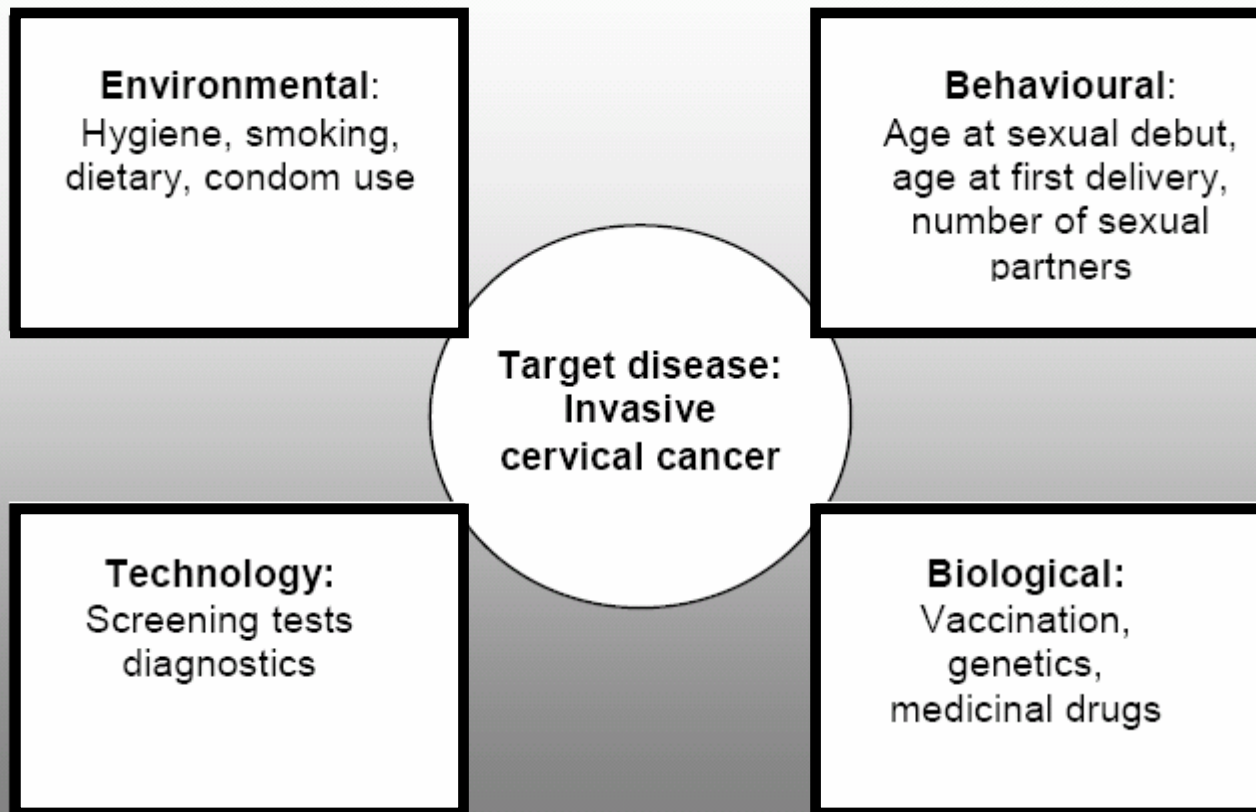 Environmental:
Hygiene, smoking,
dietary, condom use
Behavioural:
Age at sexual debut,
age at first delivery,
number of sexual
partners
Target disease:
Invasive
cervical cancer
Technology:
Screening tests
diagnostics
Biological:
Vaccination,
genetics,
medicinal drugs